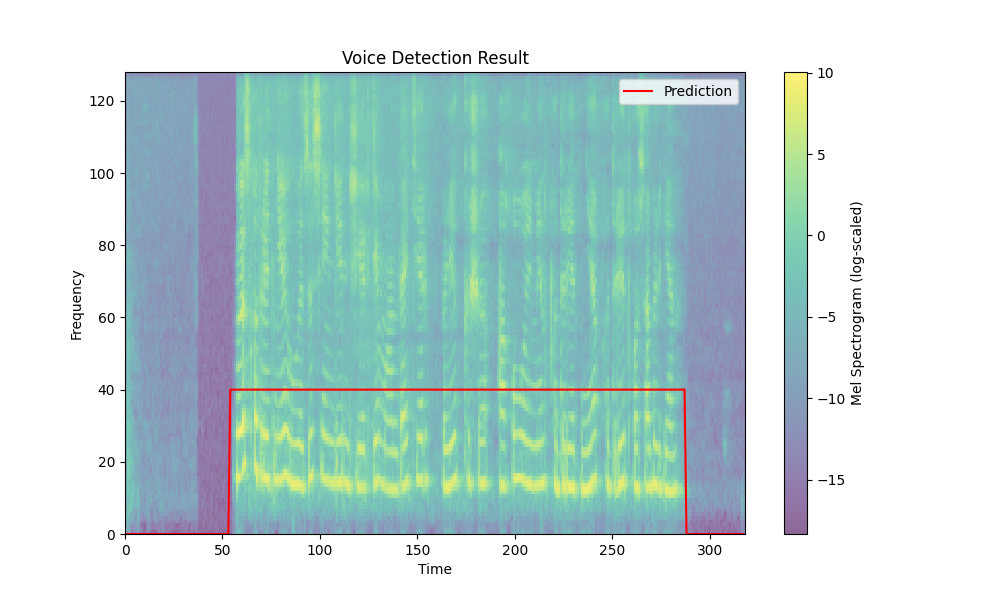 Voice Detection Result
Prediction
120
100
80
60
40
20
0
Frequency
0 50 100 150 200 250 300
Time
10
5
0
−5
−10
−15
Mel Spectrogram (log-scaled)